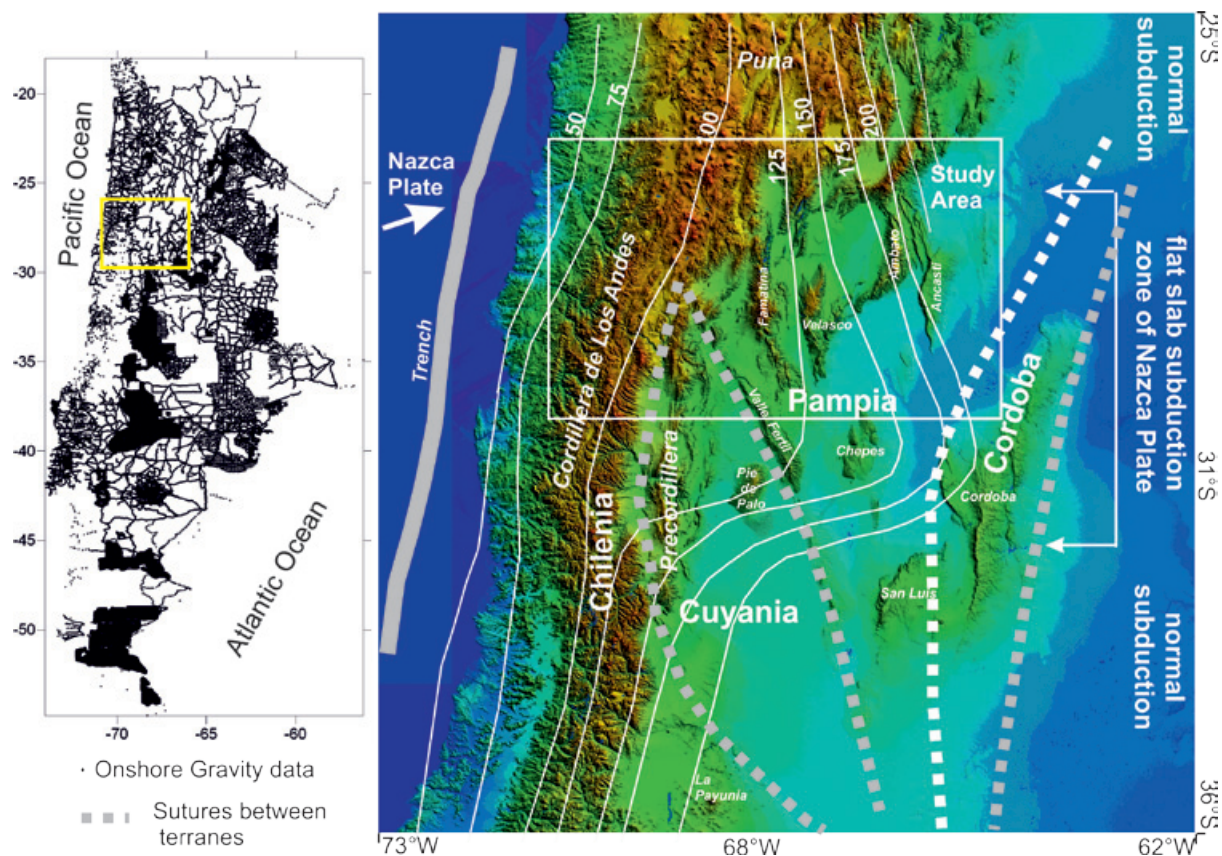 -20
-25
-30
-35
-40
-45
-50
-70
-65
-60
Pacific Ocean
Atlantic Ocean
· Onshore Gravity data
Sutures between
terranes
Nazca
Plate
Trench
50
75
100
125
150
175
200
Puna
Study
Area
Cordillera de Los Andes
Famatina
Velasco
Ambato
Ancasti
Pampia
Valle Fertil
Chepes
Cordoba
Cordoba
Precordillera
Pie
de
Palo
Chilenia
Cuyania
San Luis
La
Payunia
normal
subduction
flat slab subduction
zone of Nazca Plate
normal
subduction
25°S
31°S
36°S
73°W
68°W
62°W